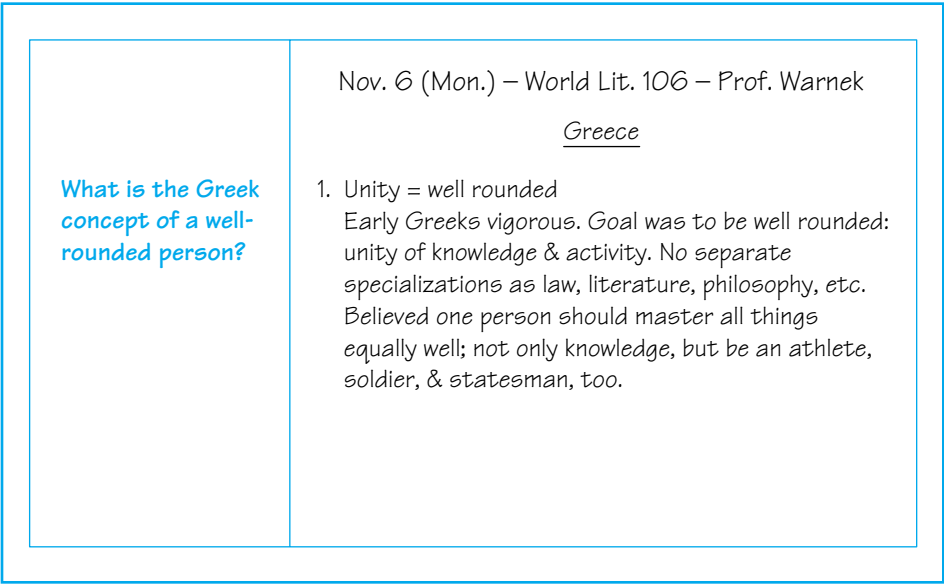 Nov. 6 (Mon.) – World Lit. 106 – Prof. Warnek
Greece
What is the Greek
concept of a well-
rounded person?
1. Unity = well rounded
Early Greeks vigorous. Goal was to be well rounded:
unity of knowledge & activity. No separate
specializations as law, literature, philosophy, etc.
Believed one person should master all things
equally well; not only knowledge, but be an athlete,
soldier, & statesman, too.